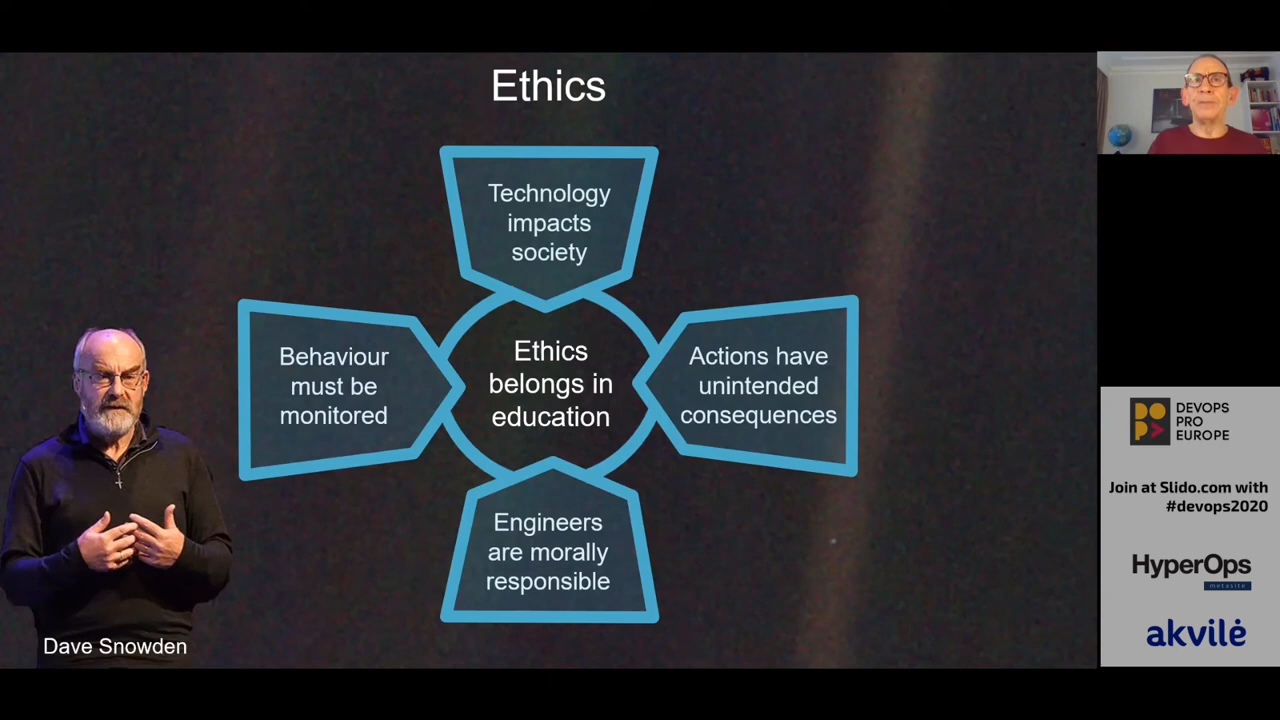 Ethics
Technology
impacts
society
Behaviour
must be
monitored
Ethics
belongs in
education
Actions have
unintended
consequences
Engineers
are morally
responsible
Dave Snowden
DEVOPS
PRO
EUROPE
Join at Slido.com with
#devops2020
HyperOps
metasite
akvilė